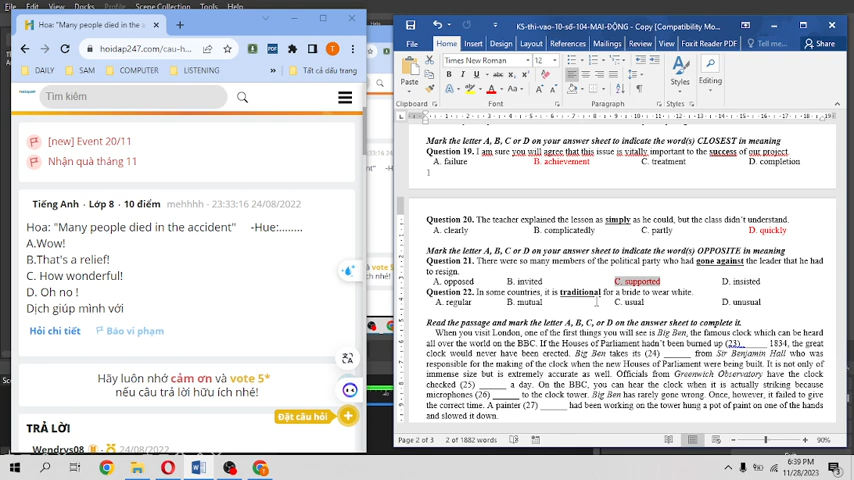 Hoa: "Many people died in the a
hoidap247.com/cau-h
DAILY SAM COMPUTER LISTENING » Tất cả dấu trang
Tìm kiếm
[new] Event 20/11
Nhận quà tháng 11
Tiếng Anh - Lớp 8 - 10 điểm mehhhh - 23:33:16 24/08/2022
Hoa: "Many people died in the accident" -Hue:........
A.Wow!
B.That's a relief!
C. How wonderful!
D. Oh no !
Dịch giúp mình với
Hỏi chi tiết Báo vi phạm
Hãy luôn nhớ cảm ơn và vote 5*
nếu câu trả lời hữu ích nhé!
Đặt câu hỏi
TRẢ LỜI
Wendrys08 24/08/2022
KS-thi-vao-10-số-104-MAI-ĐỘNG - Copy [Compatibility Mo...
File Home Insert Design Layout References Mailings Review View Foxit Reader PDF Tell me... Share
Times New Roman 12
Paste
Styles Editing
Clipboard Font Paragraph Styles
Mark the letter A, B, C or D on your answer sheet to indicate the word(s) CLOSEST in meaning
Question 19. I am sure you will agree that this issue is vitally important to the success of our project.
A. failure B. achievement C. treatment D. completion
1
Question 20. The teacher explained the lesson as simply as he could, but the class didn't understand.
A. clearly B. complicatedly C. partly D. quickly
Mark the letter A, B, C or D on your answer sheet to indicate the word(s) OPPOSITE in meaning
Question 21. There were so many members of the political party who had gone against the leader that he had
to resign.
A. opposed B. invited C. supported D. insisted
Question 22. In some countries, it is traditional for a bride to wear white.
A. regular B. mutual C. usual D. unusual
Read the passage and mark the letter A, B, C, or D on the answer sheet to complete it.
When you visit London, one of the first things you will see is Big Ben, the famous clock which can be heard
all over the world on the BBC. If the Houses of Parliament hadn't been burned up (23)______ 1834, the great
clock would never have been erected. Big Ben takes its (24) ______ from Sir Benjamin Hall who was
responsible for the making of the clock when the new Houses of Parliament were being built. It is not only of
immense size but is extremely accurate as well. Officials from Greenwich Observatory have the clock
checked (25) ______ a day. On the BBC, you can hear the clock when it is actually striking because
microphones (26) ______ to the clock tower. Big Ben has rarely gone wrong. Once, however, it failed to give
the correct time. A painter (27) ______ had been working on the tower hung a pot of paint on one of the hands
and slowed it down.
Page 2 of 3 2 of 1882 words 90%
6:39 PM
11/28/2023